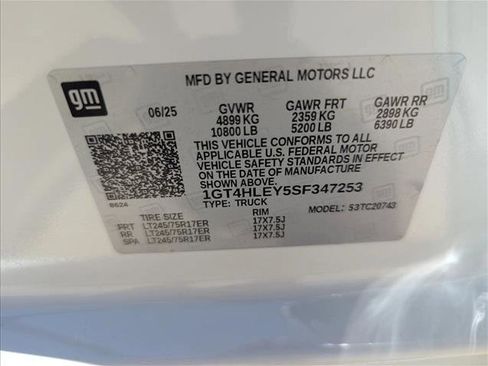 gm
MFD BY GENERAL MOTORS LLC
06/25 GVWR GAWR FRT GAWR RR
4899 KG 2359 KG 2898 KG
10800 LB 5200 LB 6390 LB
THIS VEHICLE CONFORMS TO ALL
APPLICABLE U.S. FEDERAL MOTOR
VEHICLE SAFETY STANDARDS IN EFFECT
ON THE DATE OF MANUFACTURE
SHOWN ABOVE.
1GT4HLEY5SF347253
8624
TYPE: TRUCK
MODEL: S3TC20743
TIRE SIZE RIM
FRT LT245/75R17ER 17X7.5J
RR LT245/75R17ER 17X7.5J
SPA LT245/75R17ER 17X7.5J